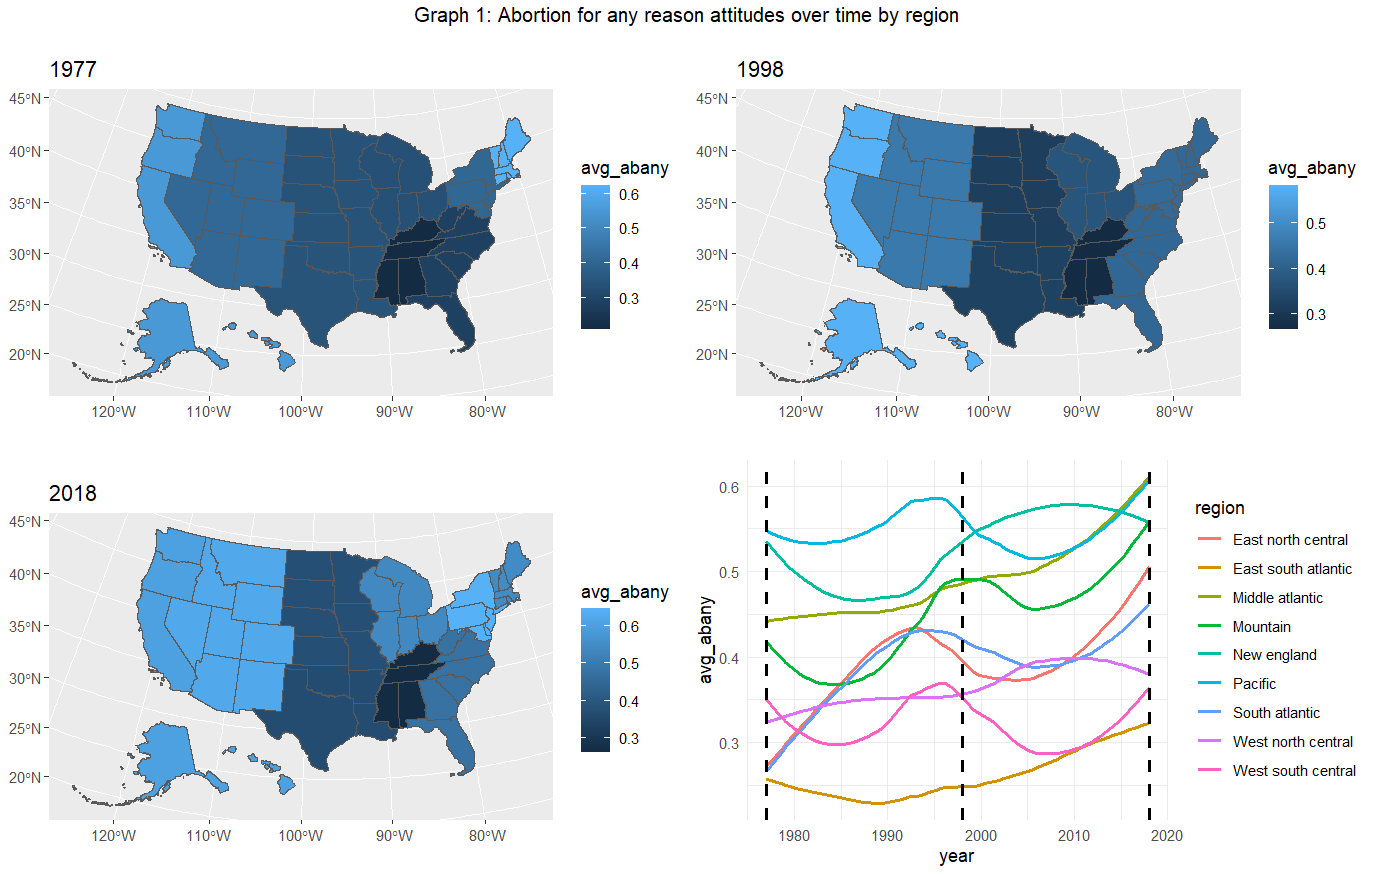 Graph 1: Abortion for any reason attitudes over time by region
1977
45°N
40°N
35°N
30°N
25°N
20°N
120°W 110°W 100°W 90°W 80°W
avg_abany
0.6
0.5
0.4
0.3
1998
45°N
40°N
35°N
30°N
25°N
20°N
120°W 110°W 100°W 90°W 80°W
avg_abany
0.5
0.4
0.3
2018
45°N
40°N
35°N
30°N
25°N
20°N
120°W 110°W 100°W 90°W 80°W
avg_abany
0.6
0.5
0.4
0.3
avg_abany
0.6
0.5
0.4
0.3
1980 1990 2000 2010 2020
year
region
East north central
East south atlantic
Middle atlantic
Mountain
New england
Pacific
South atlantic
West north central
West south central